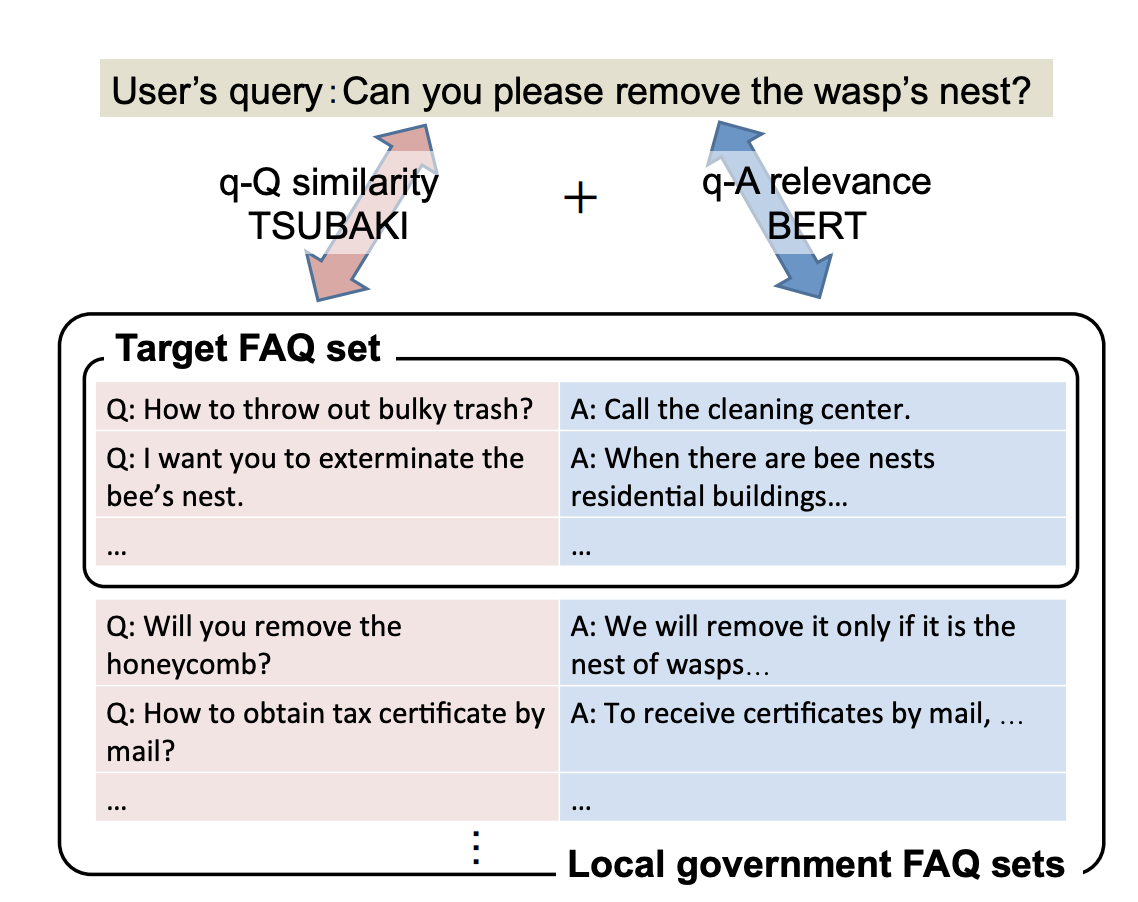 User's query:Can you please remove the wasp's nest?
q-Q similarity
TSUBAKI
+
q-A relevance
BERT
Target FAQ set
Q: How to throw out bulky trash?
A: Call the cleaning center.
Q: I want you to exterminate the
bee's nest.
A: When there are bee nests
residential buildings...
...
...
Q: Will you remove the
honeycomb?
A: We will remove it only if it is the
nest of wasps...
Q: How to obtain tax certificate by
mail?
A: To receive certificates by mail, ...
...
...
⋮
Local government FAQ sets